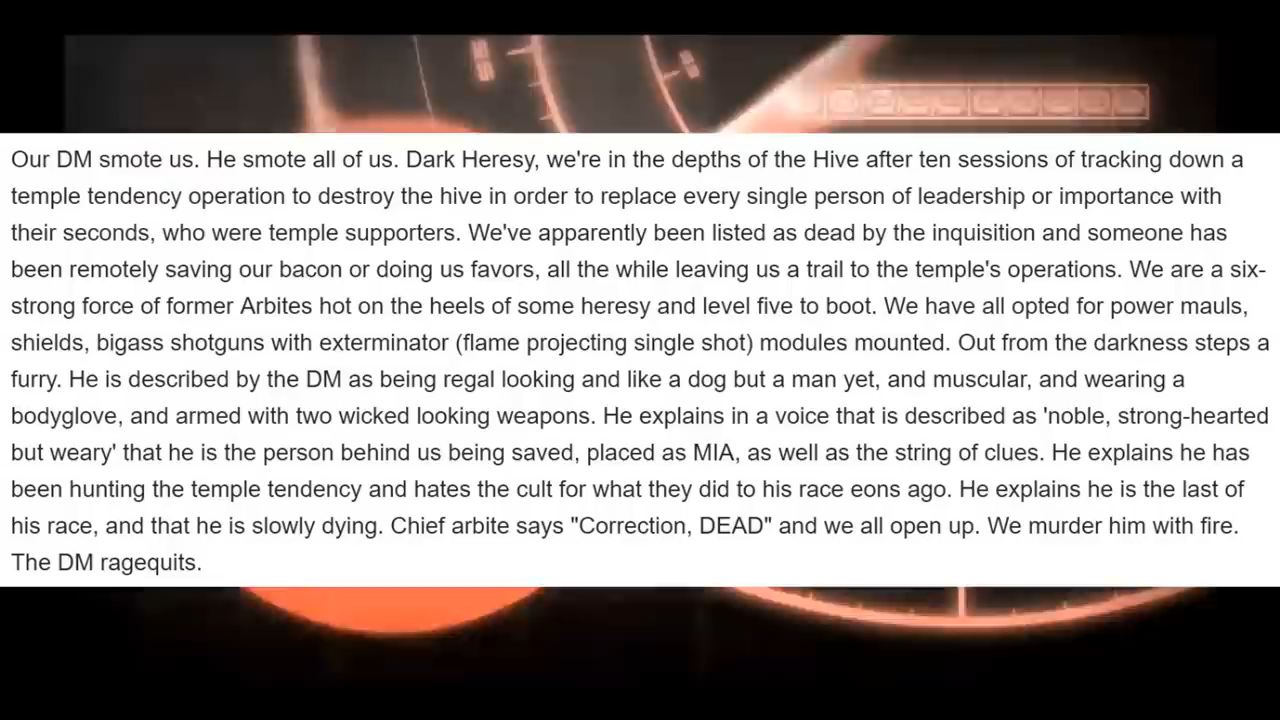 Our DM smote us. He smote all of us. Dark Heresy, we're in the depths of the Hive after ten sessions of tracking down a
temple tendency operation to destroy the hive in order to replace every single person of leadership or importance with
their seconds, who were temple supporters. We've apparently been listed as dead by the inquisition and someone has
been remotely saving our bacon or doing us favors, all the while leaving us a trail to the temple's operations. We are a six-
strong force of former Arbites hot on the heels of some heresy and level five to boot. We have all opted for power mauls,
shields, bigass shotguns with exterminator (flame projecting single shot) modules mounted. Out from the darkness steps a
furry. He is described by the DM as being regal looking and like a dog but a man yet, and muscular, and wearing a
bodyglove, and armed with two wicked looking weapons. He explains in a voice that is described as 'noble, strong-hearted
but weary' that he is the person behind us being saved, placed as MIA, as well as the string of clues. He explains he has
been hunting the temple tendency and hates the cult for what they did to his race eons ago. He explains he is the last of
his race, and that he is slowly dying. Chief arbite says "Correction, DEAD" and we all open up. We murder him with fire.
The DM ragequits.